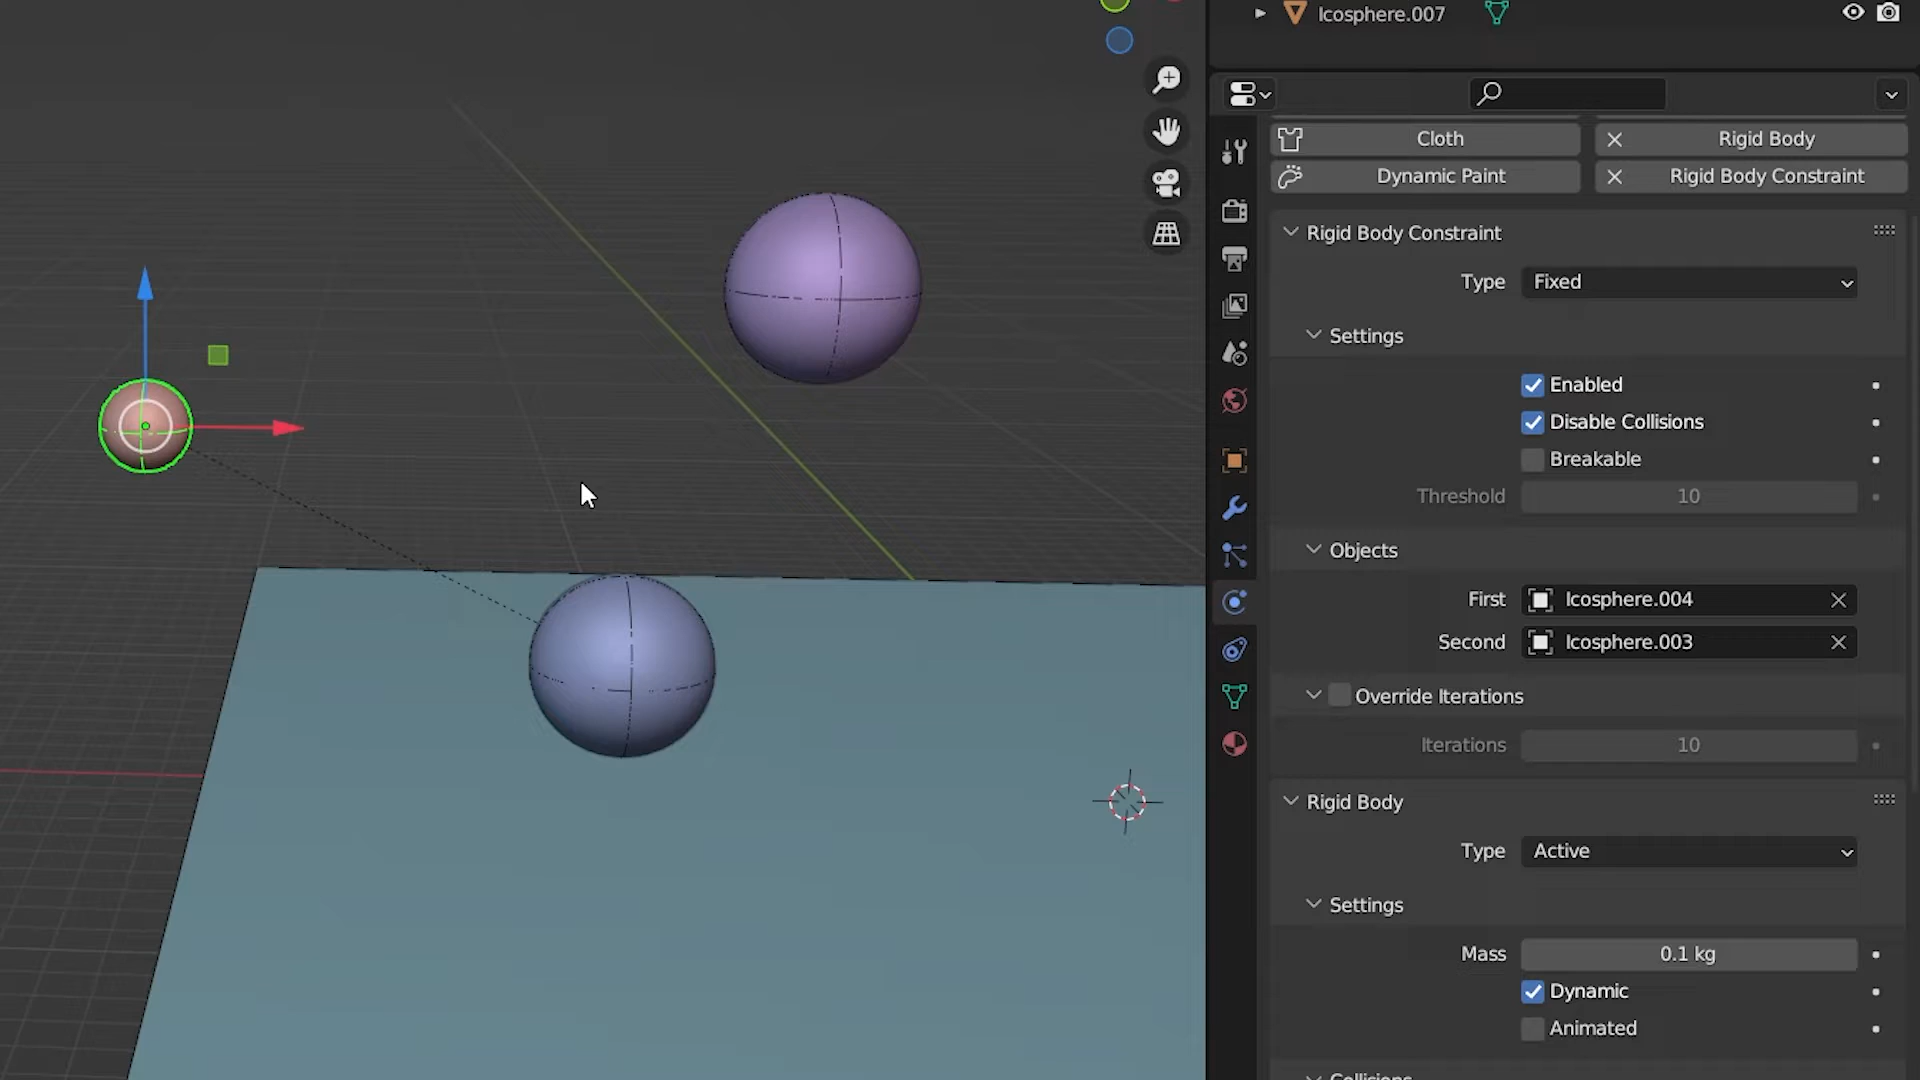 Icosphere.007
Cloth
Rigid Body
Dynamic Paint
Rigid Body Constraint
Rigid Body Constraint
Type Fixed
Settings
Enabled
Disable Collisions
Breakable
Threshold 10
Objects
First Icosphere.004
Second Icosphere.003
Override Iterations
Iterations 10
Rigid Body
Type Active
Settings
Mass 0.1 kg
Dynamic
Animated
Collisions